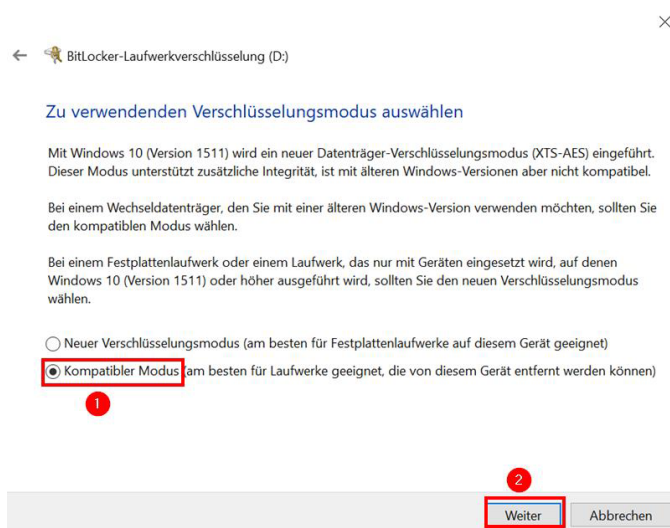 BitLocker-Laufwerkverschlüsselung (D:)
Zu verwendenden Verschlüsselungsmodus auswählen
Mit Windows 10 (Version 1511) wird ein neuer Datenträger-Verschlüsselungsmodus (XTS-AES) eingeführt.
Dieser Modus unterstützt zusätzliche Integrität, ist mit älteren Windows-Versionen aber nicht kompatibel.
Bei einem Wechseldatenträger, den Sie mit einer älteren Windows-Version verwenden möchten, sollten Sie
den kompatiblen Modus wählen.
Bei einem Festplattenlaufwerk oder einem Laufwerk, das nur mit Geräten eingesetzt wird, auf denen
Windows 10 (Version 1511) oder höher ausgeführt wird, sollten Sie den neuen Verschlüsselungsmodus
wählen.
Neuer Verschlüsselungsmodus (am besten für Festplattenlaufwerke auf diesem Gerät geeignet)
Kompatibler Modus (am besten für Laufwerke geeignet, die von diesem Gerät entfernt werden können)
1
2
Weiter Abbrechen